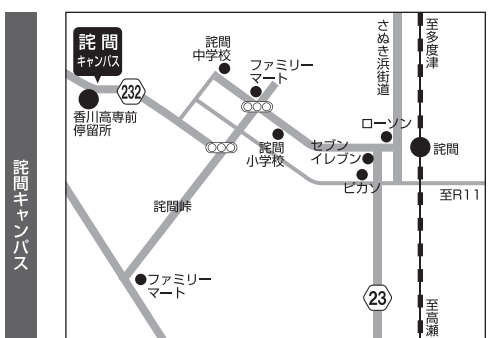 詫間キャンパス
詫間
キャンパス
232
香川高専前
停留所
詫間
中学校
ファミリー
マート
さぬき浜街道
至多度津
ローソン
詫間
詫間
小学校
セブン
イレブン
ピカソ
至R11
詫間峠
ファミリー
マート
23
至高瀬